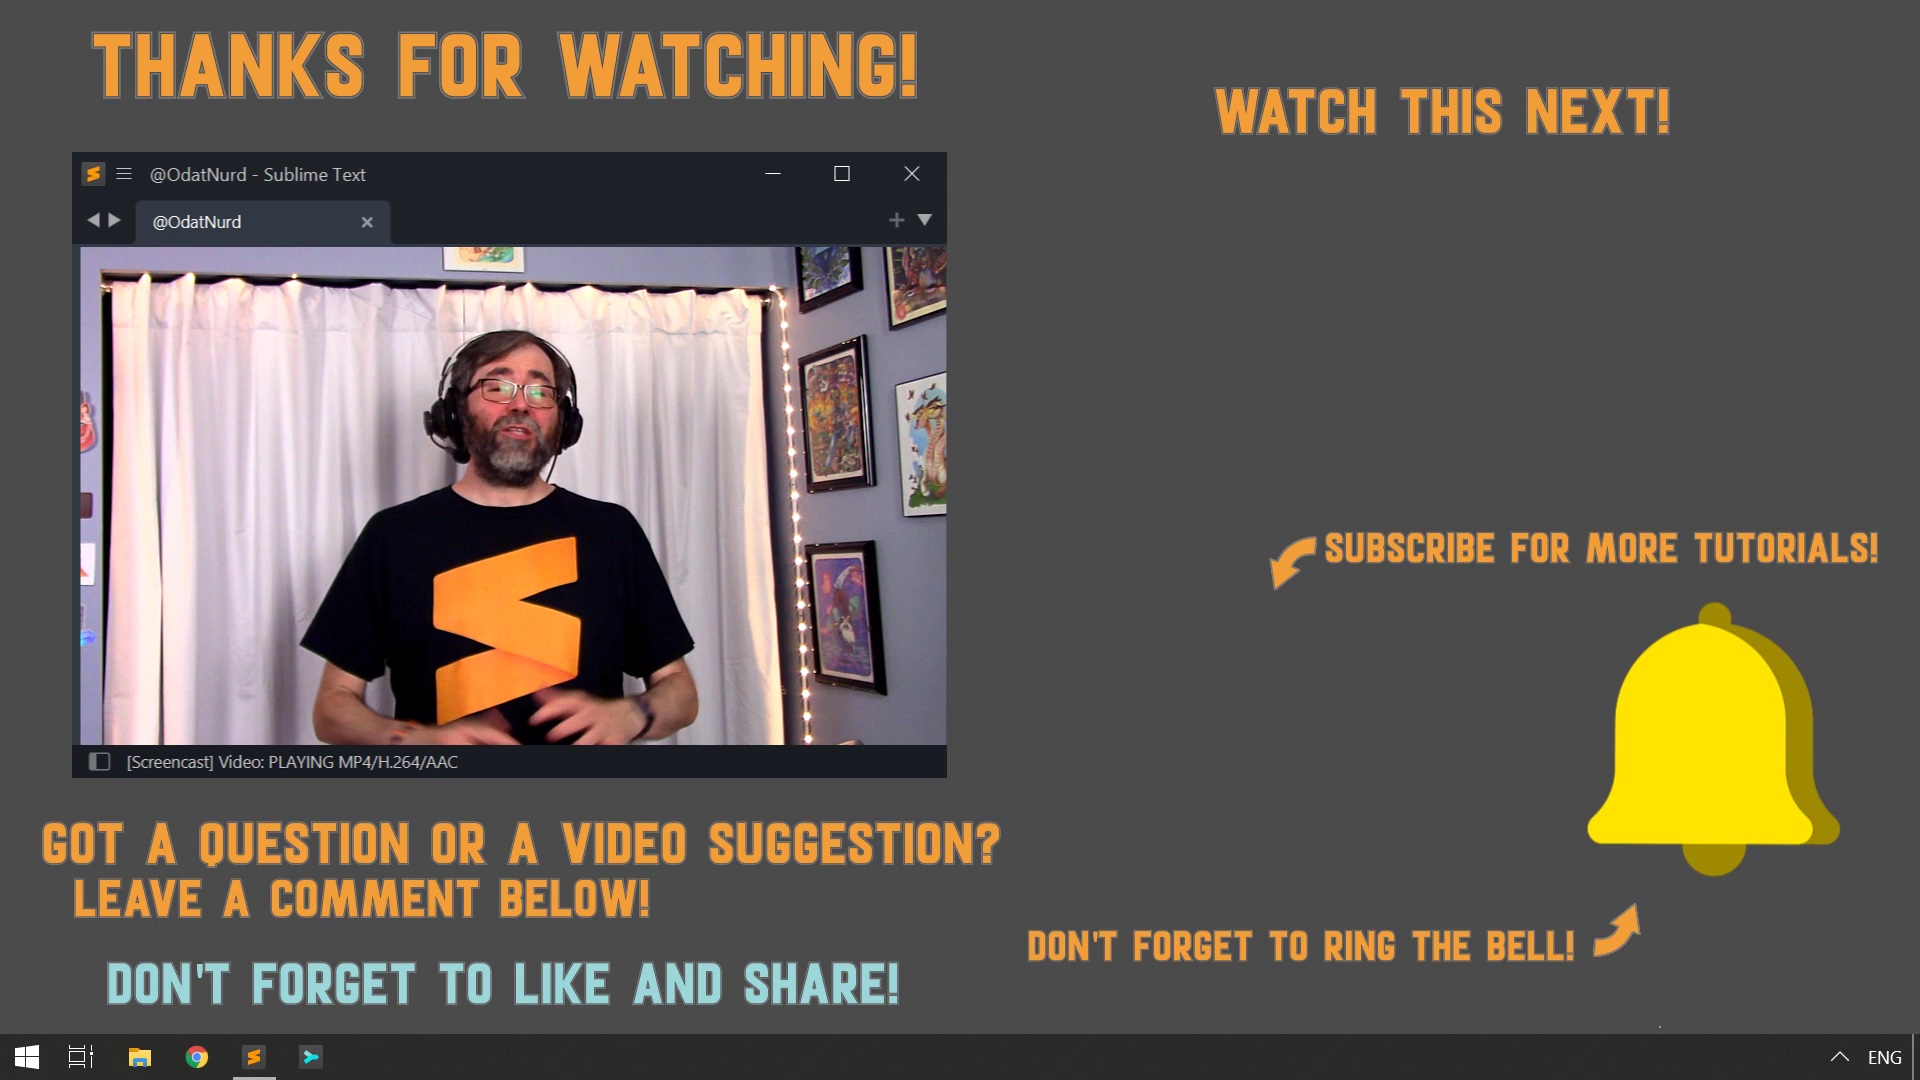 THANKS FOR WATCHING!
WATCH THIS NEXT!
@OdatNurd - Sublime Text
@OdatNurd
SUBSCRIBE FOR MORE TUTORIALS!
[Screencast] Video: PLAYING MP4/H.264/AAC
GOT A QUESTION OR A VIDEO SUGGESTION?
LEAVE A COMMENT BELOW!
DON'T FORGET TO RING THE BELL!
DON'T FORGET TO LIKE AND SHARE!
ENG